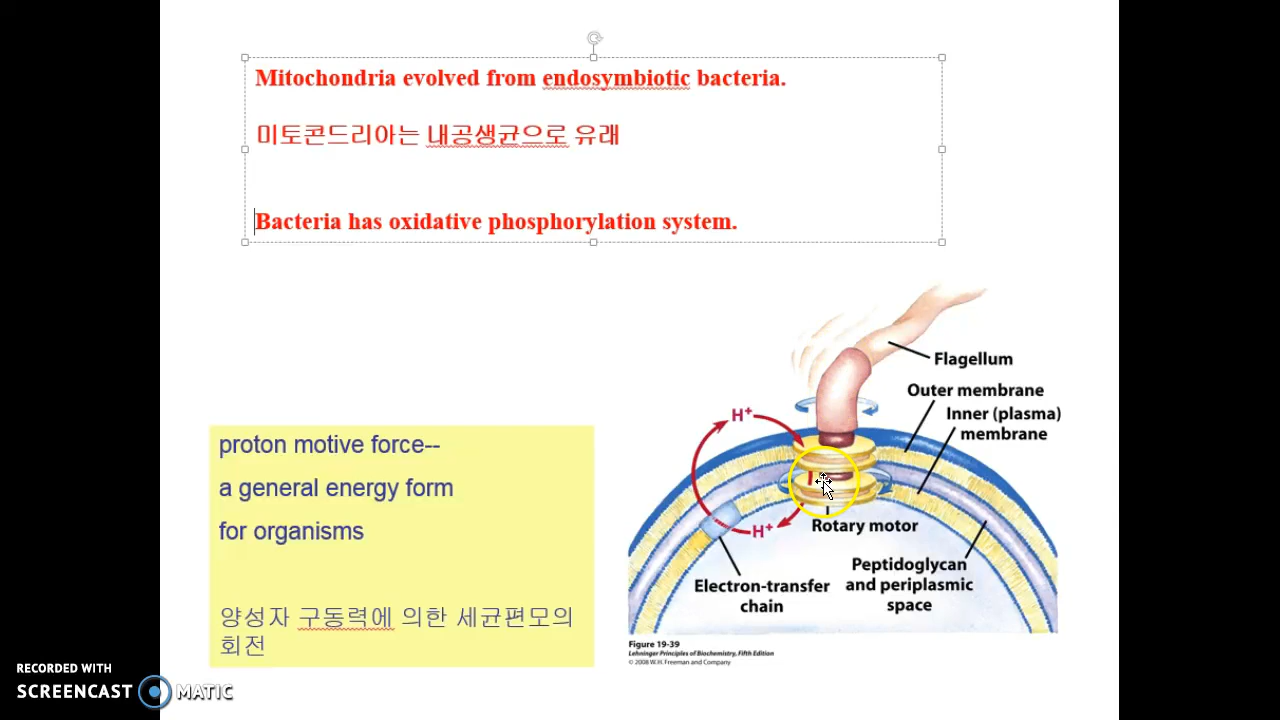 Mitochondria evolved from endosymbiotic bacteria.
미토콘드리아는 내공생균으로 유래
Bacteria has oxidative phosphorylation system.
proton motive force--
a general energy form
for organisms
양성자 구동력에 의한 세균편모의
회전
Flagellum
Outer membrane
Inner (plasma)
membrane
H+
H+
Rotary motor
Electron-transfer
chain
Peptidoglycan
and periplasmic
space
Figure 19-39
Lehninger Principles of Biochemistry, Fifth Edition
© 2008 W.H. Freeman and Company
RECORDED WITH
SCREENCAST MATIC